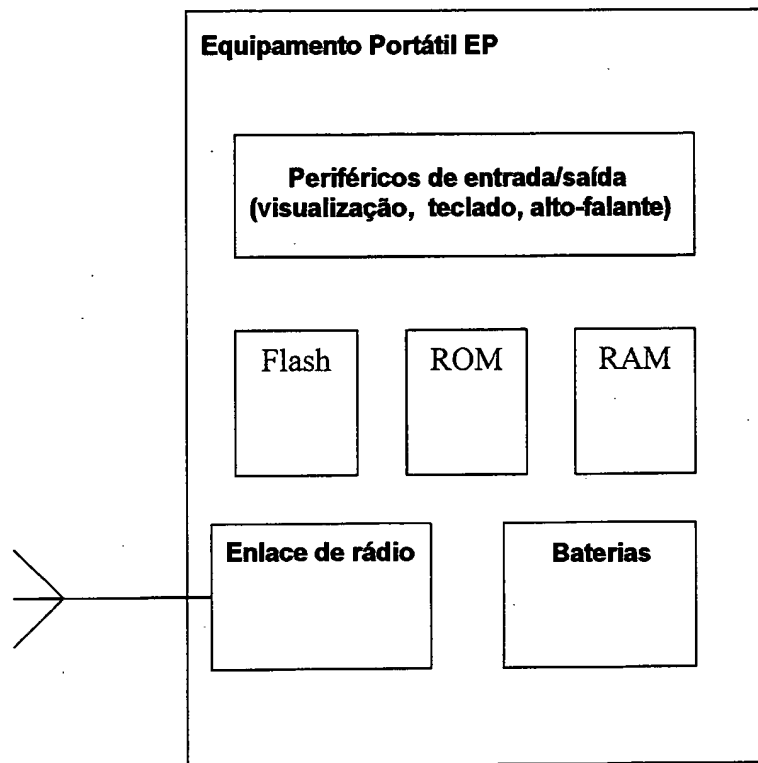 Equipamento Portátil EP
Periféricos de entrada/saída
(visualização, teclado, alto-falante)
Flash
ROM
RAM
Enlace de rádio
Baterias